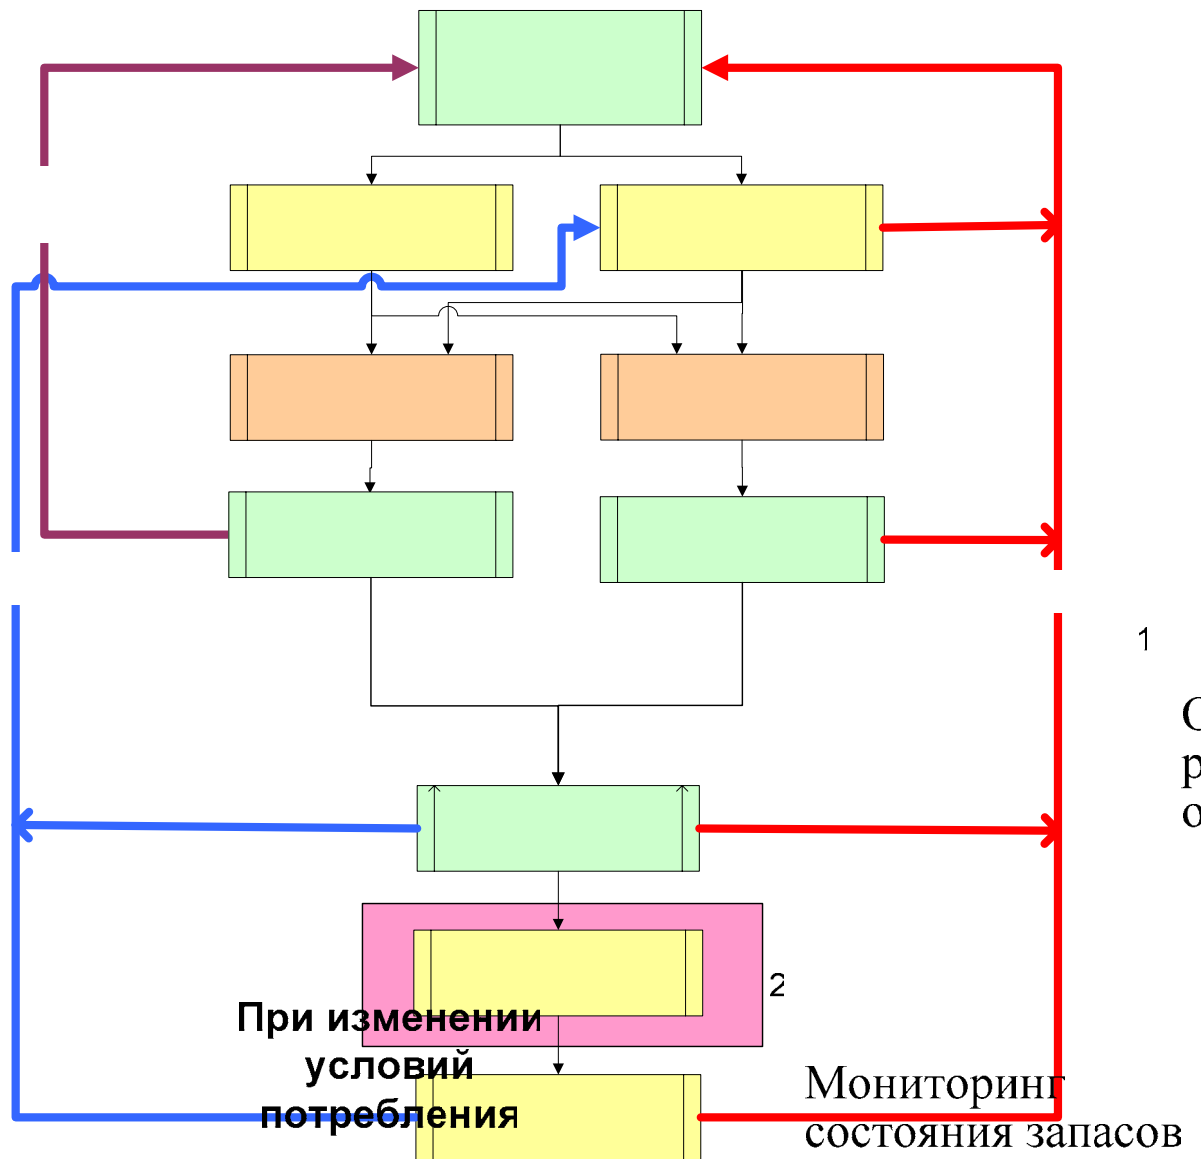 1
2
При изменении
условий
потребления
Мониторинг
состояния запасов